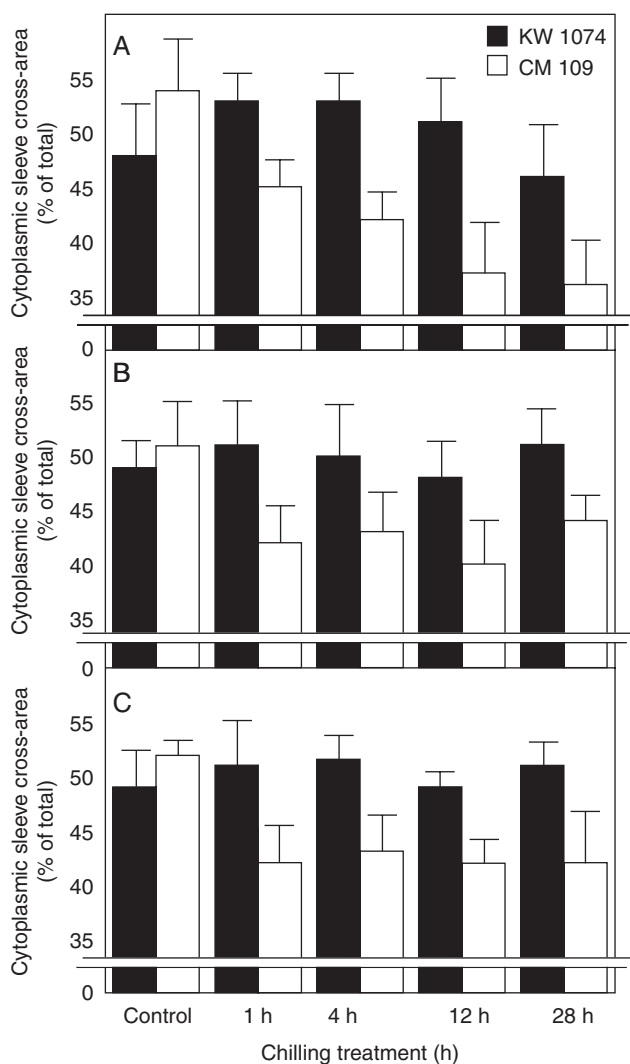 A
KW 1074
CM 109
Cytoplasmic sleeve cross-area
(% of total)
55
50
45
40
35
0
B
Cytoplasmic sleeve cross-area
(% of total)
55
50
45
40
35
0
C
Cytoplasmic sleeve cross-area
(% of total)
55
50
45
40
35
0
Control 1 h 4 h 12 h 28 h
Chilling treatment (h)